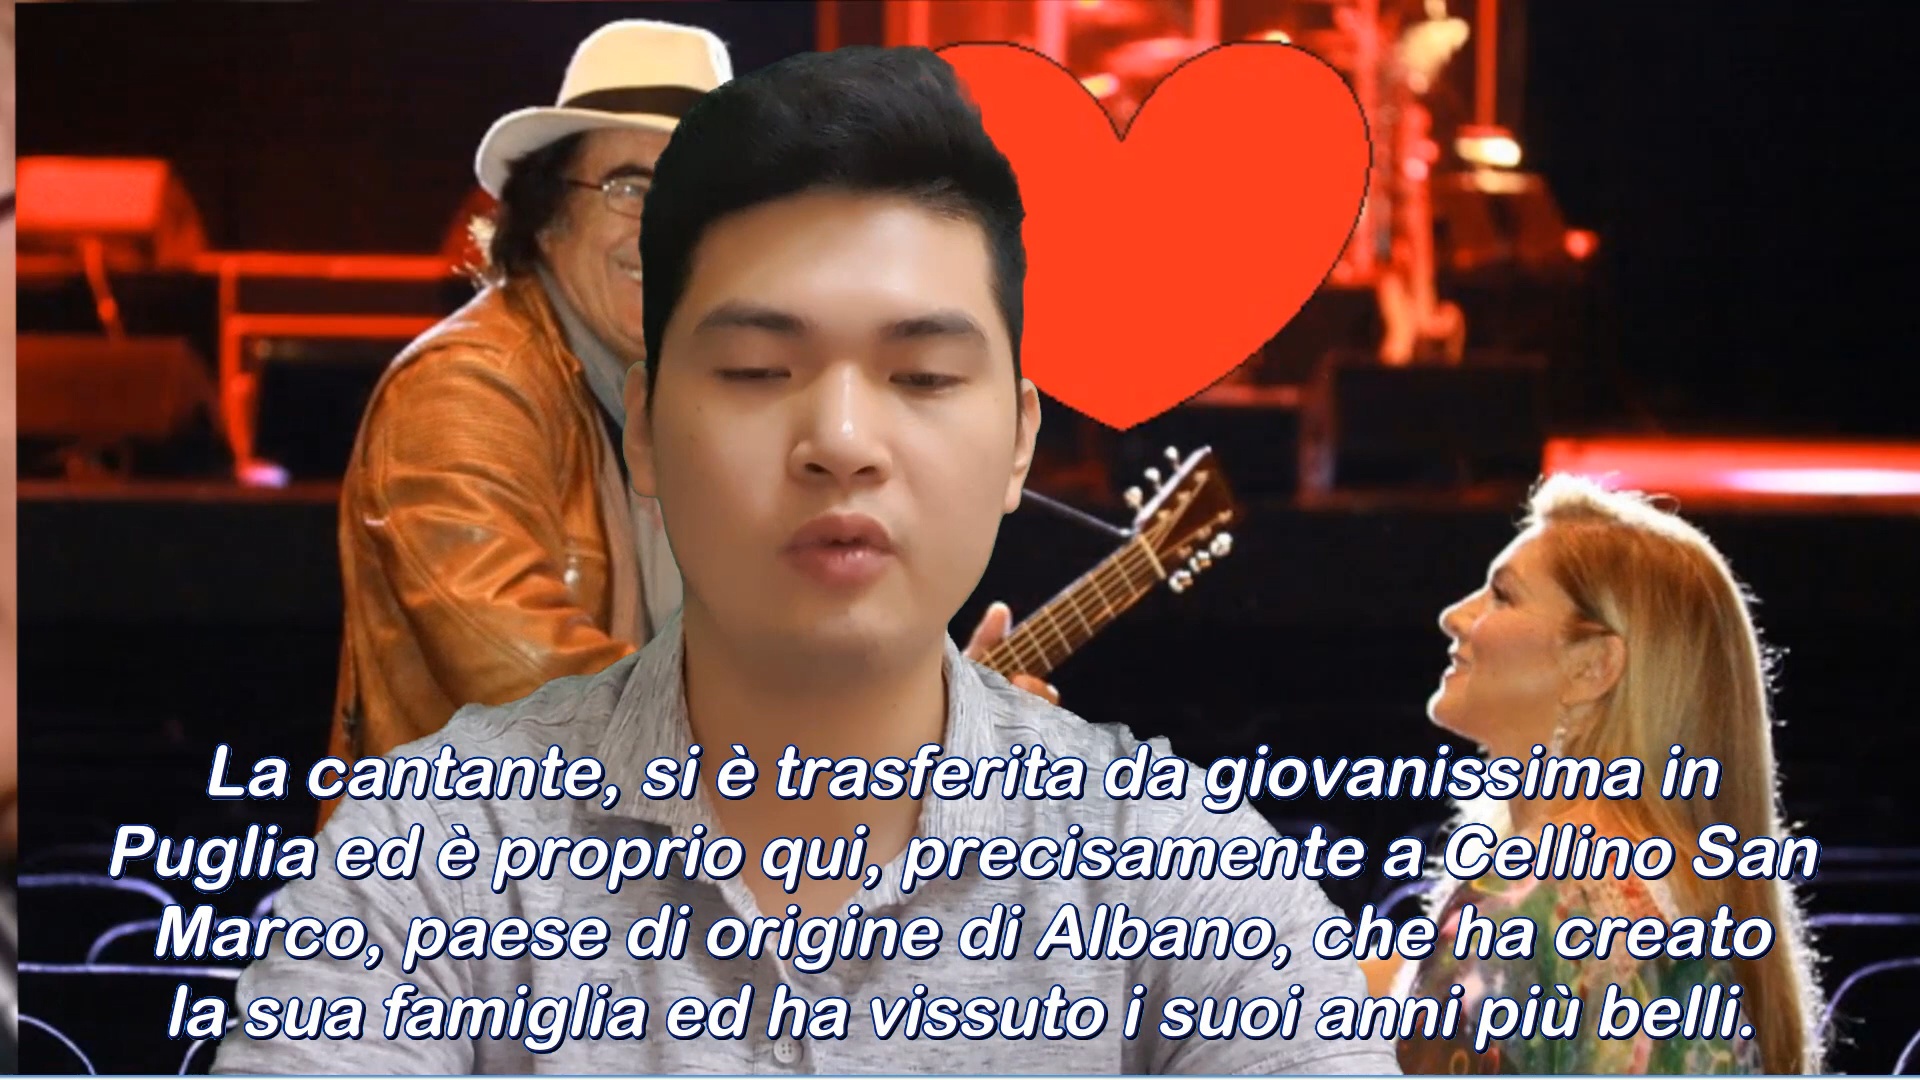 La cantante, si è trasferita da giovanissima in
Puglia ed è proprio qui, precisamente a Cellino San
Marco, paese di origine di Albano, che ha creato
la sua famiglia ed ha vissuto i suoi anni più belli.